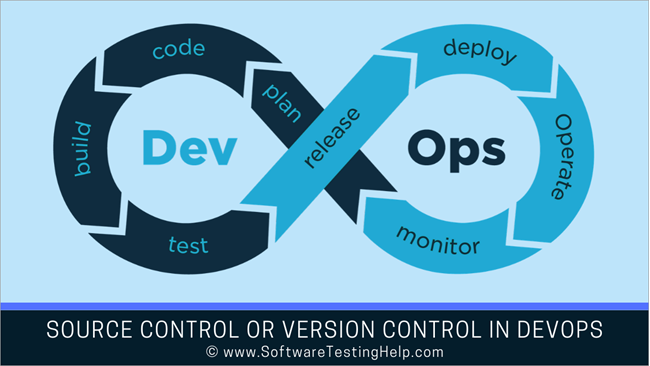 code
deploy
plan
release
build
Dev
Ops
Operate
test
monitor
SOURCE CONTROL OR VERSION CONTROL IN DEVOPS
© www.SoftwareTestingHelp.com